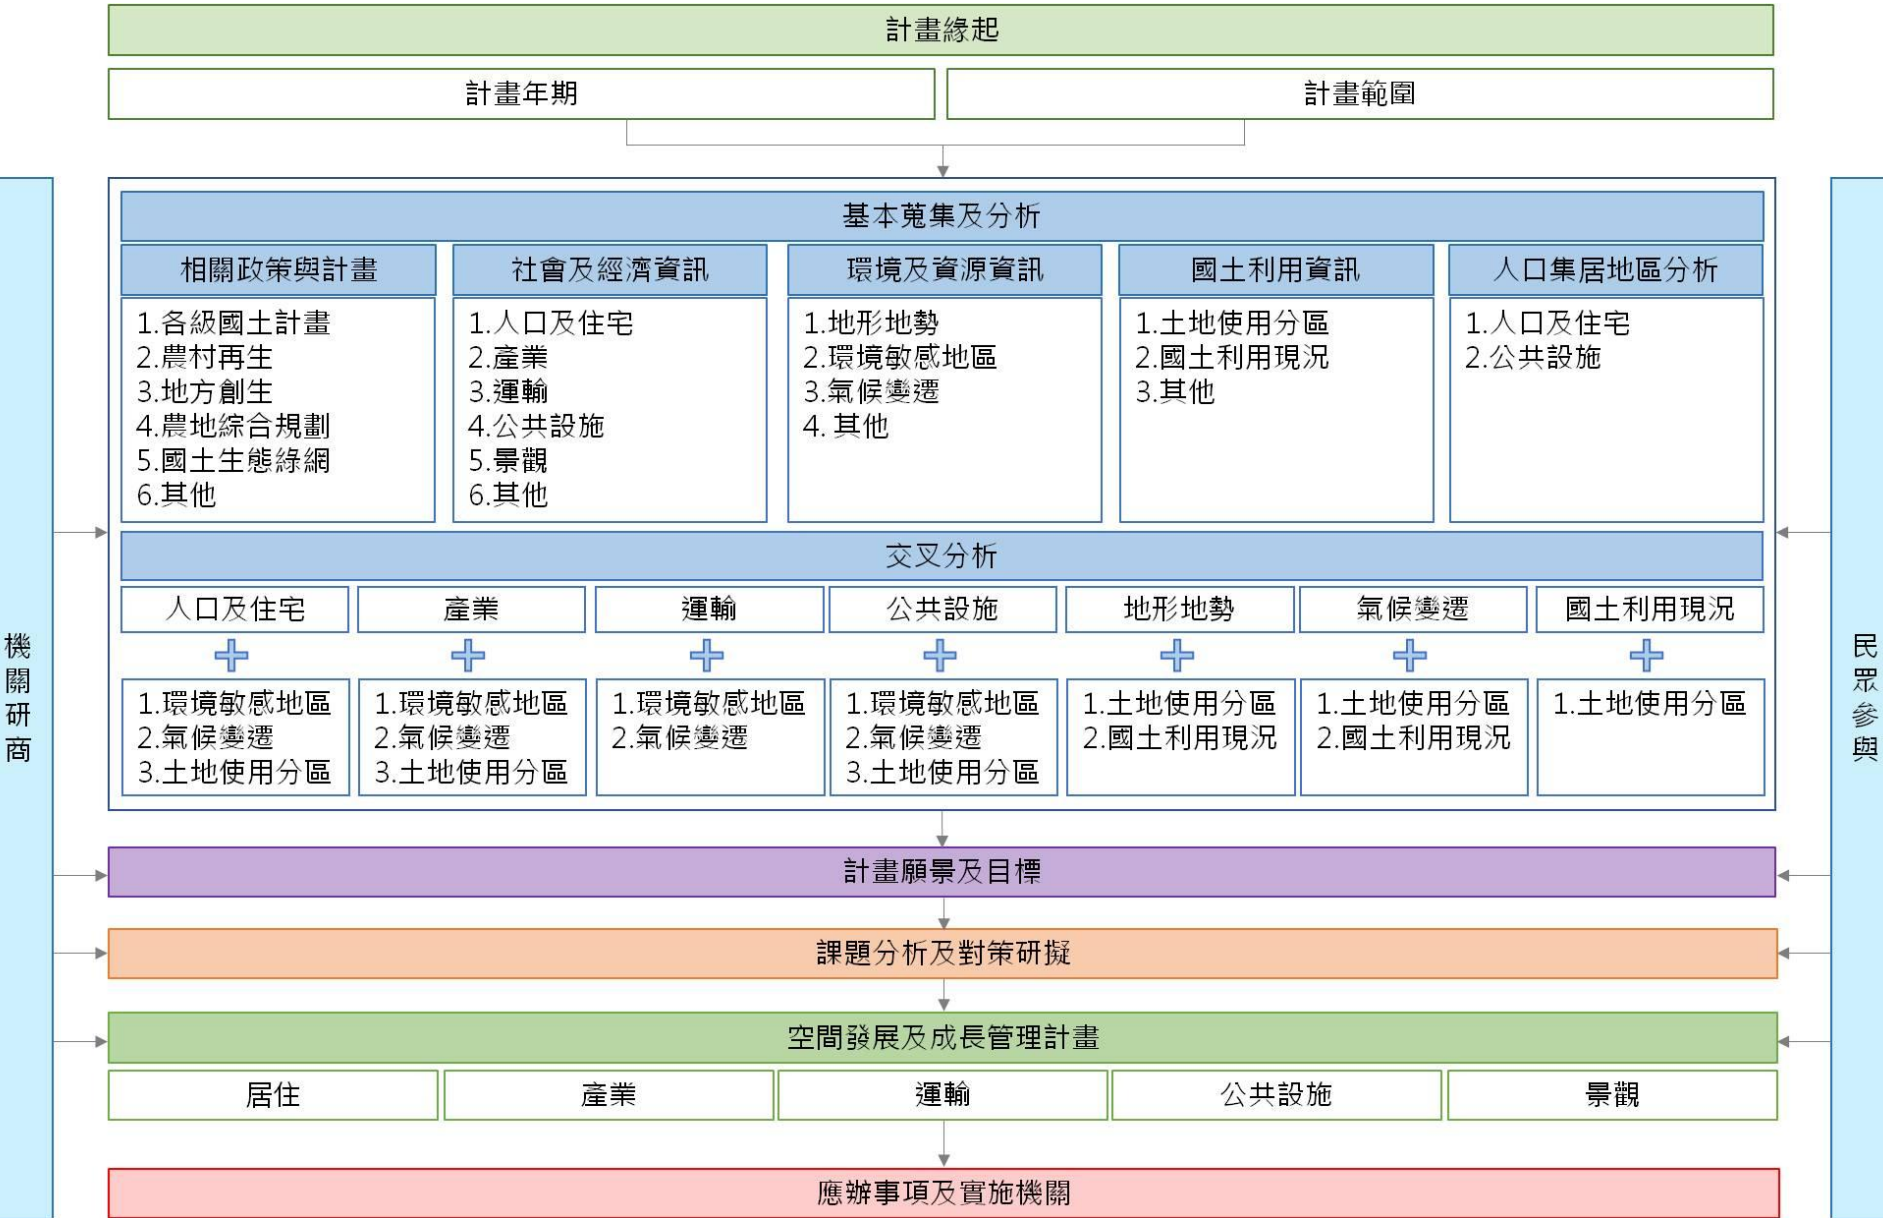 計畫緣起
計畫年期
計畫範圍
機關研商
民眾參與
基本蒐集及分析
相關政策與計畫
1.各級國土計畫
2.農村再生
3.地方創生
4.農地綜合規劃
5.國土生態綠網
6.其他
社會及經濟資訊
1.人口及住宅
2.產業
3.運輸
4.公共設施
5.景觀
6.其他
環境及資源資訊
1.地形地勢
2.環境敏感地區
3.氣候變遷
4. 其他
國土利用資訊
1.土地使用分區
2.國土利用現況
3.其他
人口集居地區分析
1.人口及住宅
2.公共設施
交叉分析
人口及住宅
1.環境敏感地區
2.氣候變遷
3.土地使用分區
產業
1.環境敏感地區
2.氣候變遷
3.土地使用分區
運輸
1.環境敏感地區
2.氣候變遷
公共設施
1.環境敏感地區
2.氣候變遷
3.土地使用分區
地形地勢
1.土地使用分區
2.國土利用現況
氣候變遷
1.土地使用分區
2.國土利用現況
國土利用現況
1.土地使用分區
計畫願景及目標
課題分析及對策研擬
空間發展及成長管理計畫
居住
產業
運輸
公共設施
景觀
應辦事項及實施機關